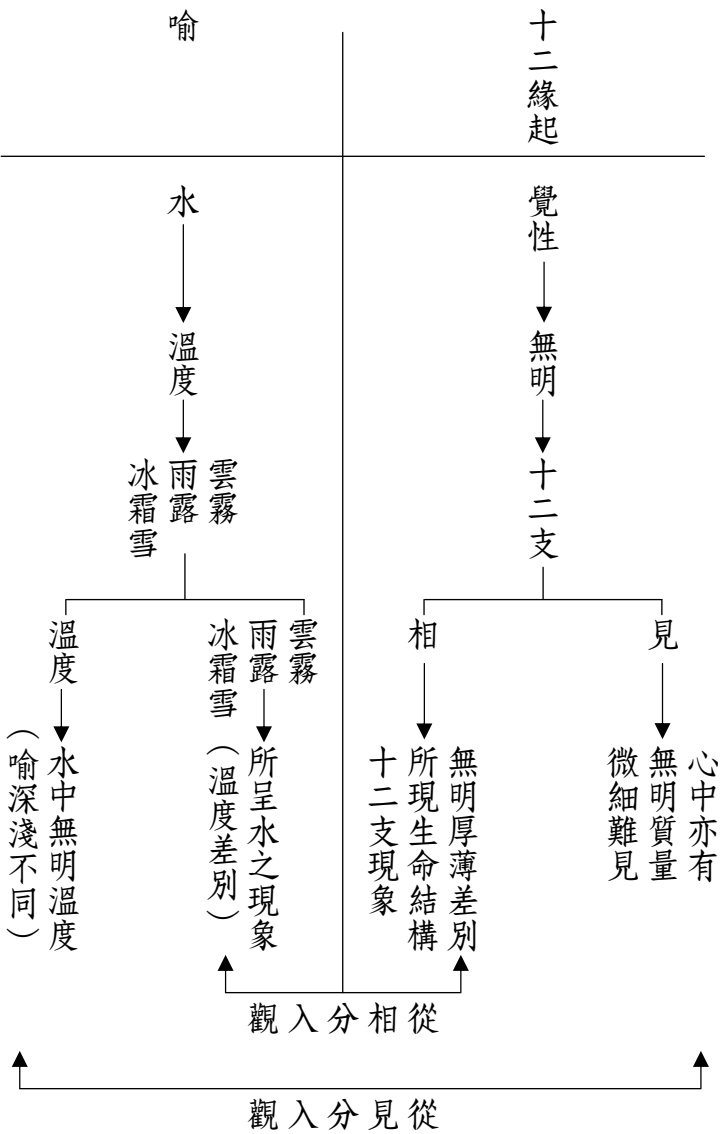 十二緣起
覺性
無明
十二支
見
心中亦有
無明質量
微細難見
相
無明厚薄差別
所現生命結構
十二支現象
喻
水
溫度
雲霧
雨露
冰霜雪
雲霧
雨露
冰霜雪
所呈水之現象
（溫度差別）
溫度
水中無明溫度
（喻深淺不同）
觀入分相從
觀入分見從